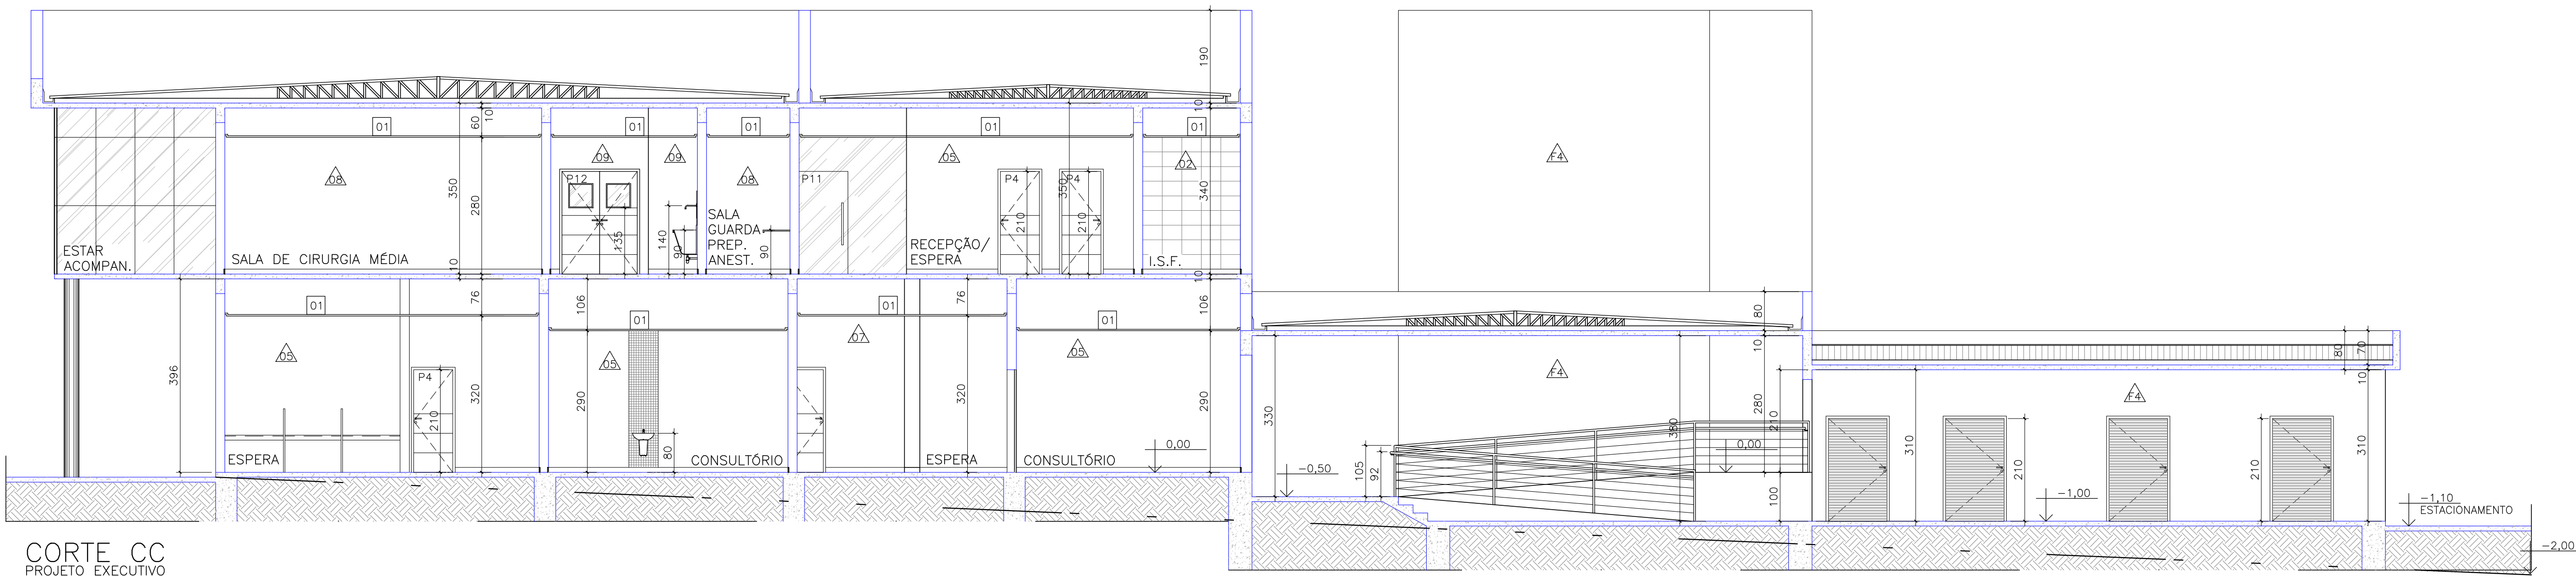 190
10
60
10
01
01
01
01
01
09
09
08
08
05
02
F4
P12
P11
P4
P4
350
280
350
340
210
210
135
140
90
90
ESTAR
ACOMPAN.
SALA DE CIRURGIA MÉDIA
SALA
GUARDA
PREP.
ANEST.
RECEPÇÃO/
ESPERA
I.S.F.
10
10
76
106
76
106
80
01
01
01
01
10
80
70
10
05
05
07
05
F4
F4
396
P4
210
320
290
320
290
330
380
280
210
310
210
210
310
80
0,00
0,00
ESPERA
CONSULTÓRIO
ESPERA
CONSULTÓRIO
-0,50
105
92
100
-1,00
-1,10
ESTACIONAMENTO
-2,00
CORTE CC
PROJETO EXECUTIVO